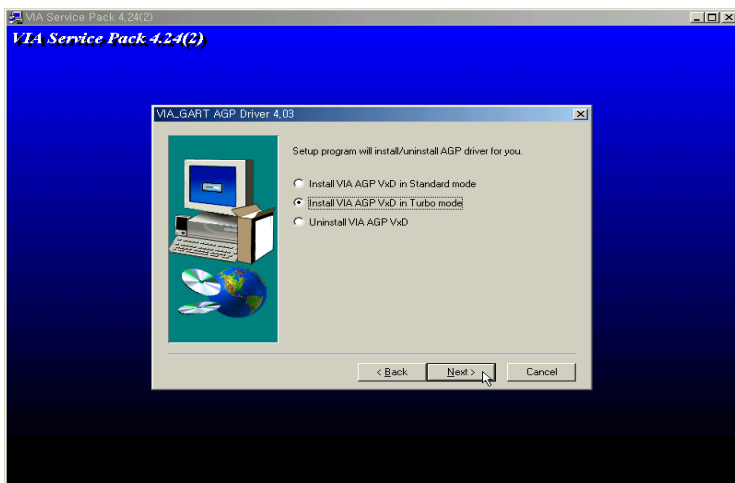 VIA Service Pack 4,24(2)
VIA Service Pack 4.24(2)
VIA_GART AGP Driver 4,03
Setup program will install/uninstall AGP driver for you.
Install VIA AGP VxD in Standard mode
Install VIA AGP VxD in Turbo mode
Uninstall VIA AGP VxD
< Back
Next >
Cancel